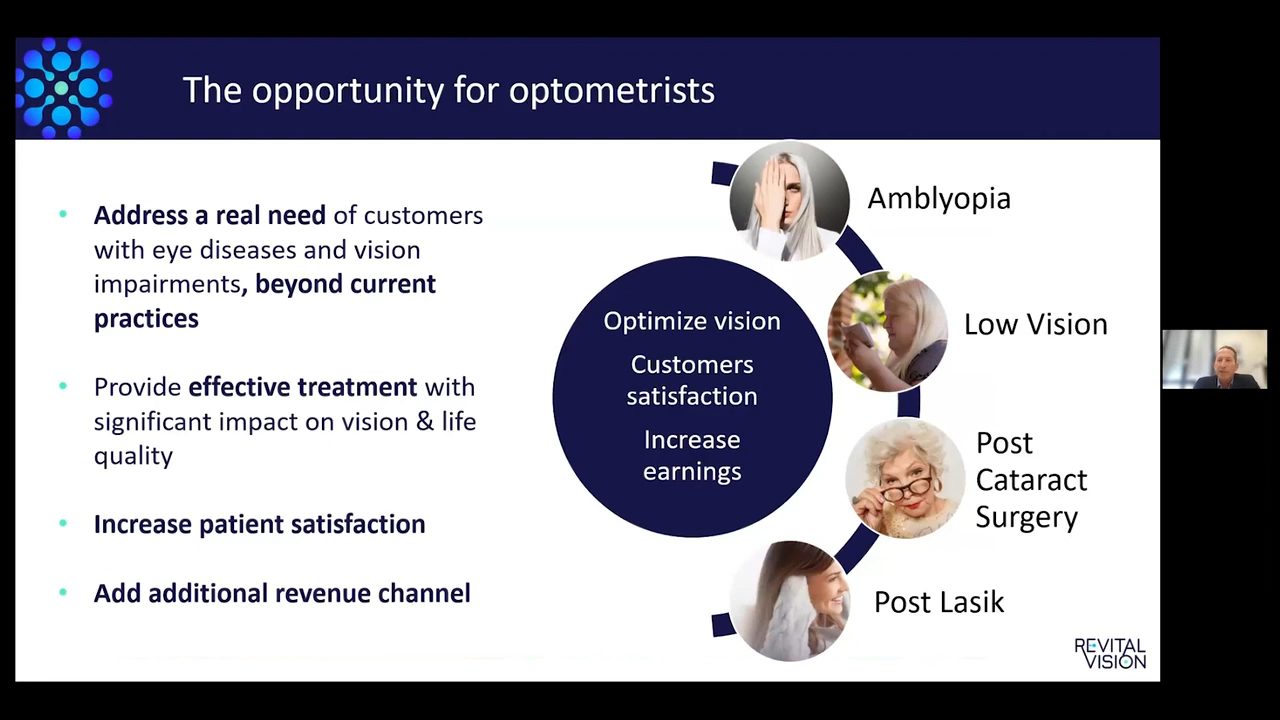 The opportunity for optometrists
Address a real need of customers
with eye diseases and vision
impairments, beyond current
practices
Provide effective treatment with
significant impact on vision & life
quality
Increase patient satisfaction
Add additional revenue channel
Optimize vision
Customers
satisfaction
Increase
earnings
Amblyopia
Low Vision
Post
Cataract
Surgery
Post Lasik
REVITAL
VISION